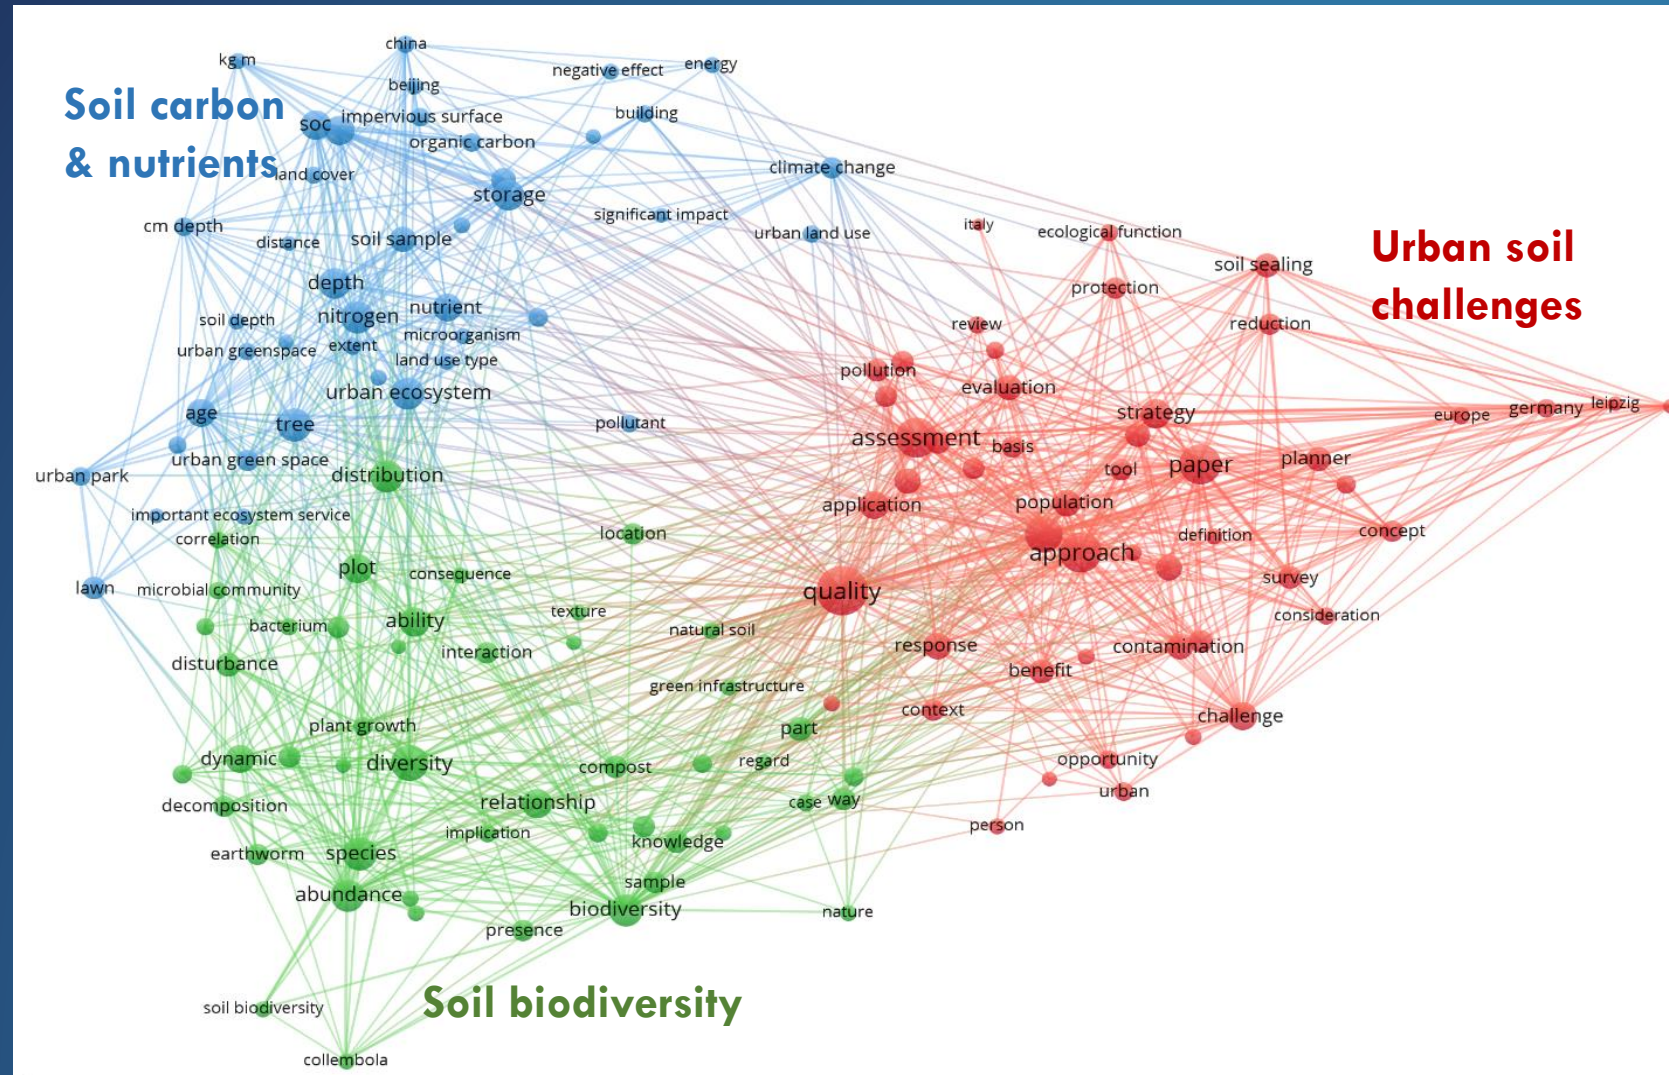 Soil carbon
& nutrients
Urban soil
challenges
Soil biodiversity
china
kg m
beijing
negative effect
energy
soc
impervious surface
building
organic carbon
land cover
storage
climate change
cm depth
distance
soil sample
significant impact
urban land use
italy
ecological function
soil sealing
depth
protection
nitrogen
nutrient
soil depth
microorganism
review
reduction
urban greenspace
extent
land use type
pollution
urban ecosystem
evaluation
age
tree
pollutant
strategy
europe
germany
leipzig
assessment
basis
urban green space
urban park
distribution
tool
paper
planner
important ecosystem service
application
population
correlation
location
definition
concept
plot
consequence
approach
lawn
microbial community
quality
survey
bacterium
ability
texture
natural soil
consideration
disturbance
interaction
response
contamination
green infrastructure
benefit
plant growth
part
context
challenge
dynamic
diversity
compost
regard
opportunity
decomposition
relationship
case
way
urban
implication
knowledge
person
earthworm
species
abundance
sample
biodiversity
nature
presence
soil biodiversity
collembola